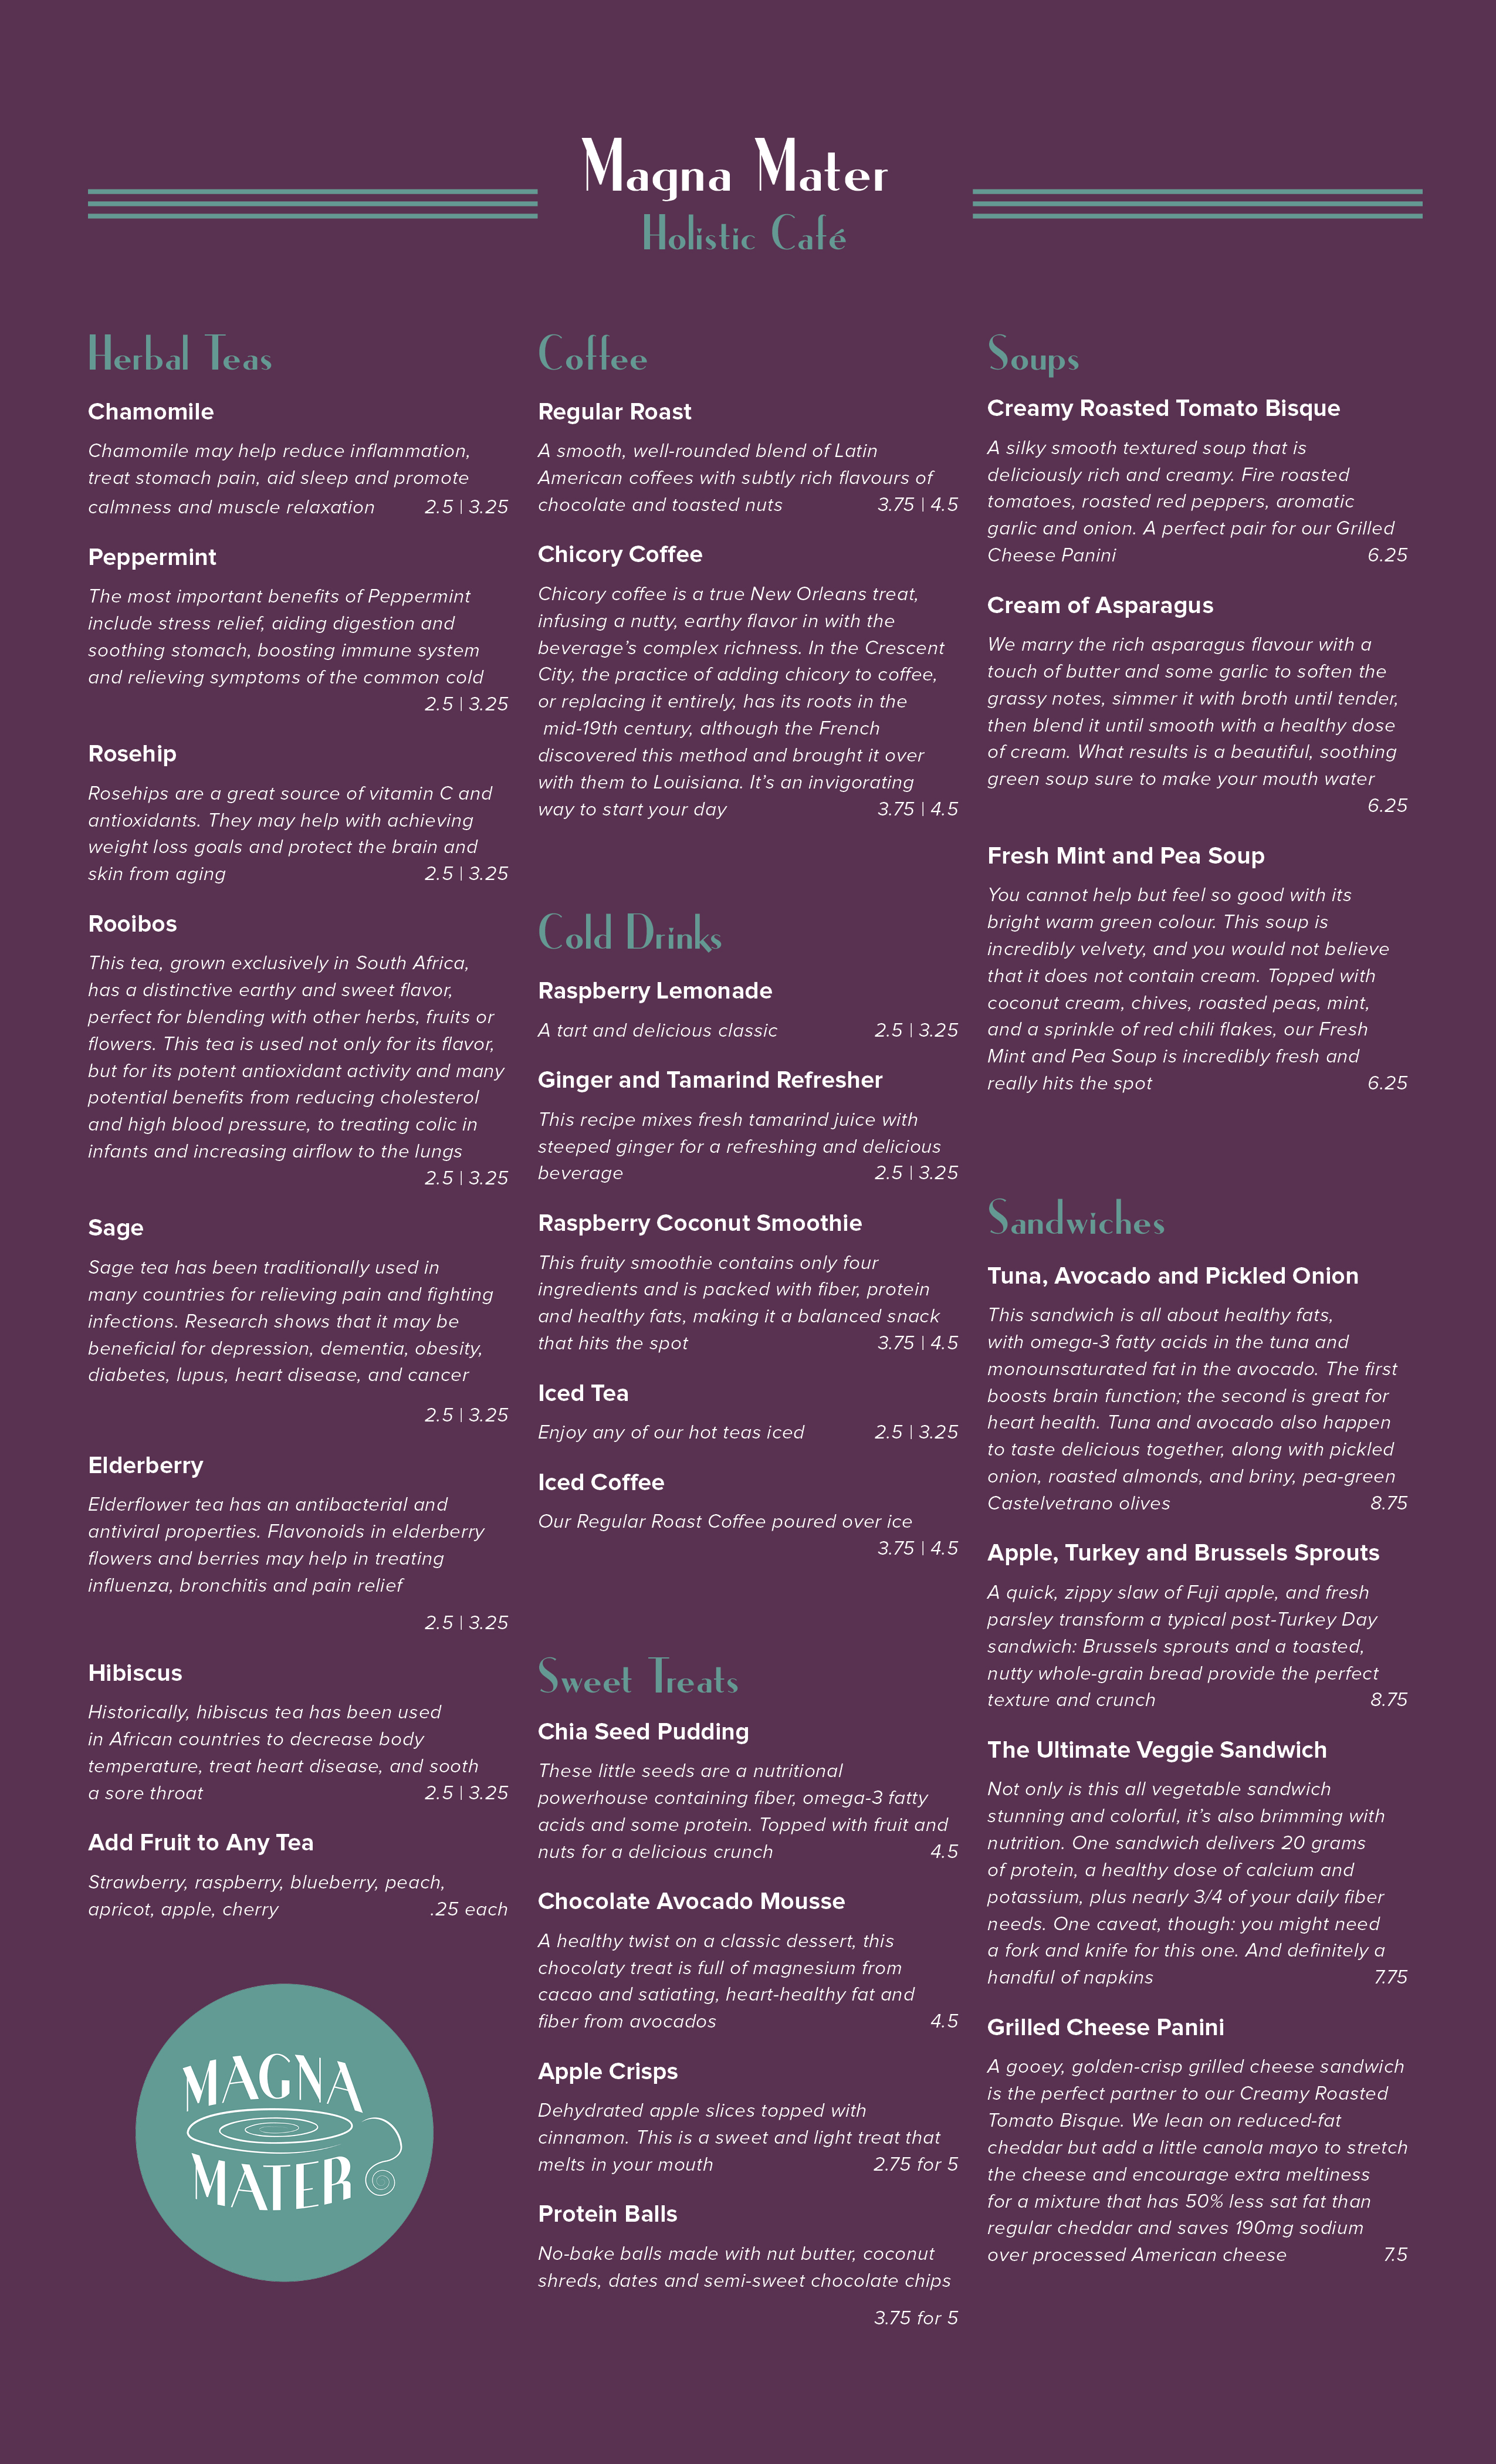 Magna Mater
Holistic Café
Herbal Teas
Chamomile
Chamomile may help reduce inflammation,
treat stomach pain, aid sleep and promote
calmness and muscle relaxation 2.5 | 3.25
Peppermint
The most important benefits of Peppermint
include stress relief, aiding digestion and
soothing stomach, boosting immune system
and relieving symptoms of the common cold
2.5 | 3.25
Rosehip
Rosehips are a great source of vitamin C and
antioxidants. They may help with achieving
weight loss goals and protect the brain and
skin from aging 2.5 | 3.25
Rooibos
This tea, grown exclusively in South Africa,
has a distinctive earthy and sweet flavor,
perfect for blending with other herbs, fruits or
flowers. This tea is used not only for its flavor,
but for its potent antioxidant activity and many
potential benefits from reducing cholesterol
and high blood pressure, to treating colic in
infants and increasing airflow to the lungs
2.5 | 3.25
Sage
Sage tea has been traditionally used in
many countries for relieving pain and fighting
infections. Research shows that it may be
beneficial for depression, dementia, obesity,
diabetes, lupus, heart disease, and cancer
2.5 | 3.25
Elderberry
Elderflower tea has an antibacterial and
antiviral properties. Flavonoids in elderberry
flowers and berries may help in treating
influenza, bronchitis and pain relief
2.5 | 3.25
Hibiscus
Historically, hibiscus tea has been used
in African countries to decrease body
temperature, treat heart disease, and sooth
a sore throat 2.5 | 3.25
Add Fruit to Any Tea
Strawberry, raspberry, blueberry, peach,
apricot, apple, cherry .25 each
MAGNA
MATER
Coffee
Regular Roast
A smooth, well-rounded blend of Latin
American coffees with subtly rich flavours of
chocolate and toasted nuts 3.75 | 4.5
Chicory Coffee
Chicory coffee is a true New Orleans treat,
infusing a nutty, earthy flavor in with the
beverage’s complex richness. In the Crescent
City, the practice of adding chicory to coffee,
or replacing it entirely, has its roots in the
mid-19th century, although the French
discovered this method and brought it over
with them to Louisiana. It’s an invigorating
way to start your day 3.75 | 4.5
Cold Drinks
Raspberry Lemonade
A tart and delicious classic 2.5 | 3.25
Ginger and Tamarind Refresher
This recipe mixes fresh tamarind juice with
steeped ginger for a refreshing and delicious
beverage 2.5 | 3.25
Raspberry Coconut Smoothie
This fruity smoothie contains only four
ingredients and is packed with fiber, protein
and healthy fats, making it a balanced snack
that hits the spot 3.75 | 4.5
Iced Tea
Enjoy any of our hot teas iced 2.5 | 3.25
Iced Coffee
Our Regular Roast Coffee poured over ice
3.75 | 4.5
Sweet Treats
Chia Seed Pudding
These little seeds are a nutritional
powerhouse containing fiber, omega-3 fatty
acids and some protein. Topped with fruit and
nuts for a delicious crunch 4.5
Chocolate Avocado Mousse
A healthy twist on a classic dessert, this
chocolaty treat is full of magnesium from
cacao and satiating, heart-healthy fat and
fiber from avocados 4.5
Apple Crisps
Dehydrated apple slices topped with
cinnamon. This is a sweet and light treat that
melts in your mouth 2.75 for 5
Protein Balls
No-bake balls made with nut butter, coconut
shreds, dates and semi-sweet chocolate chips
3.75 for 5
Soups
Creamy Roasted Tomato Bisque
A silky smooth textured soup that is
deliciously rich and creamy. Fire roasted
tomatoes, roasted red peppers, aromatic
garlic and onion. A perfect pair for our Grilled
Cheese Panini 6.25
Cream of Asparagus
We marry the rich asparagus flavour with a
touch of butter and some garlic to soften the
grassy notes, simmer it with broth until tender,
then blend it until smooth with a healthy dose
of cream. What results is a beautiful, soothing
green soup sure to make your mouth water
6.25
Fresh Mint and Pea Soup
You cannot help but feel so good with its
bright warm green colour. This soup is
incredibly velvety, and you would not believe
that it does not contain cream. Topped with
coconut cream, chives, roasted peas, mint,
and a sprinkle of red chili flakes, our Fresh
Mint and Pea Soup is incredibly fresh and
really hits the spot 6.25
Sandwiches
Tuna, Avocado and Pickled Onion
This sandwich is all about healthy fats,
with omega-3 fatty acids in the tuna and
monounsaturated fat in the avocado. The first
boosts brain function; the second is great for
heart health. Tuna and avocado also happen
to taste delicious together, along with pickled
onion, roasted almonds, and briny, pea-green
Castelvetrano olives 8.75
Apple, Turkey and Brussels Sprouts
A quick, zippy slaw of Fuji apple, and fresh
parsley transform a typical post-Turkey Day
sandwich: Brussels sprouts and a toasted,
nutty whole-grain bread provide the perfect
texture and crunch 8.75
The Ultimate Veggie Sandwich
Not only is this all vegetable sandwich
stunning and colorful, it’s also brimming with
nutrition. One sandwich delivers 20 grams
of protein, a healthy dose of calcium and
potassium, plus nearly 3/4 of your daily fiber
needs. One caveat, though: you might need
a fork and knife for this one. And definitely a
handful of napkins 7.75
Grilled Cheese Panini
A gooey, golden-crisp grilled cheese sandwich
is the perfect partner to our Creamy Roasted
Tomato Bisque. We lean on reduced-fat
cheddar but add a little canola mayo to stretch
the cheese and encourage extra meltiness
for a mixture that has 50% less sat fat than
regular cheddar and saves 190mg sodium
over processed American cheese 7.5